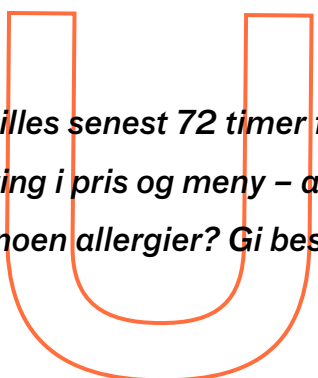 illes senest 72 timer
ing i pris og meny – a
noen allergier? Gi bes